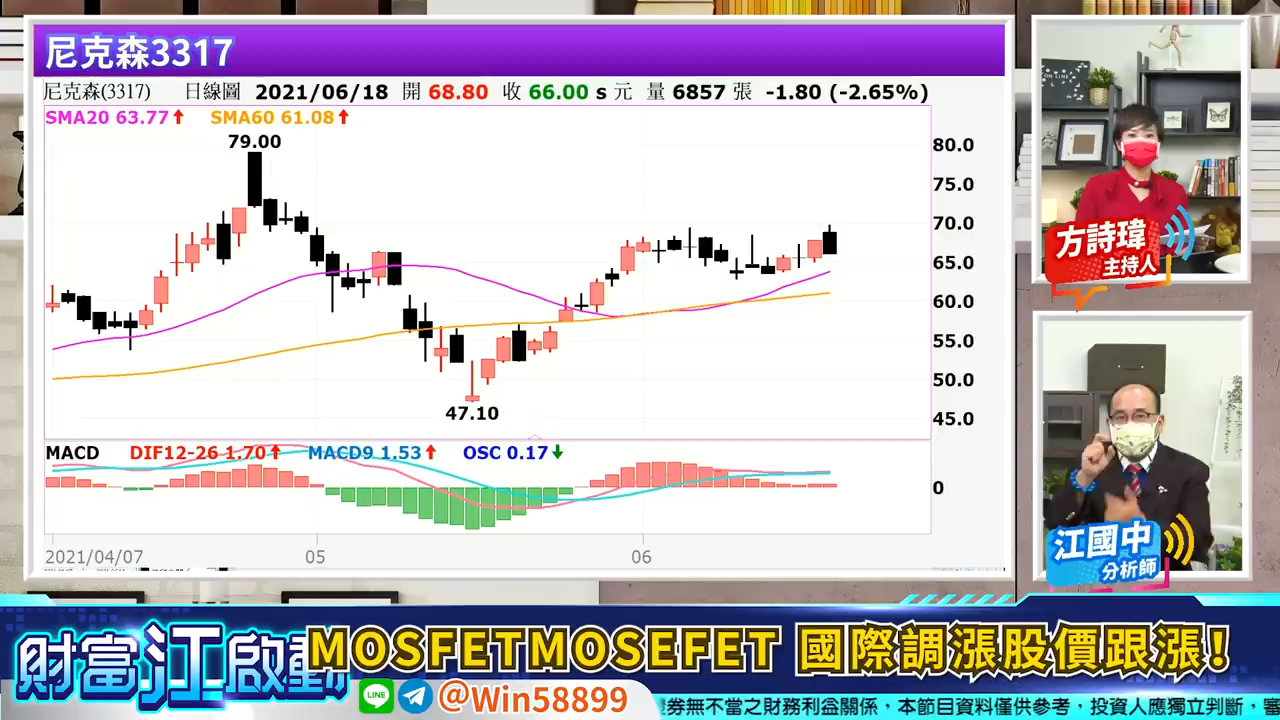 尼克森3317
尼克森(3317) 日線圖 2021/06/18 開 68.80 收 66.00 s 元 量 6857 張 -1.80 (-2.65%)
SMA20 63.77 SMA60 61.08
79.00
80.0
75.0
70.0
65.0
60.0
55.0
50.0
45.0
47.10
MACD DIF12-26 1.70 MACD9 1.53 OSC 0.17
0
2021/04/07 05 06
ON LINE
方詩瑋
主持人
江國中
分析師
財富江啟動
MOSFETMOSEFET 國際調漲股價跟漲!
LINE @Win58899
券無不當之財務利益關係，本節目資料僅供參考，投資人應獨立判斷，審